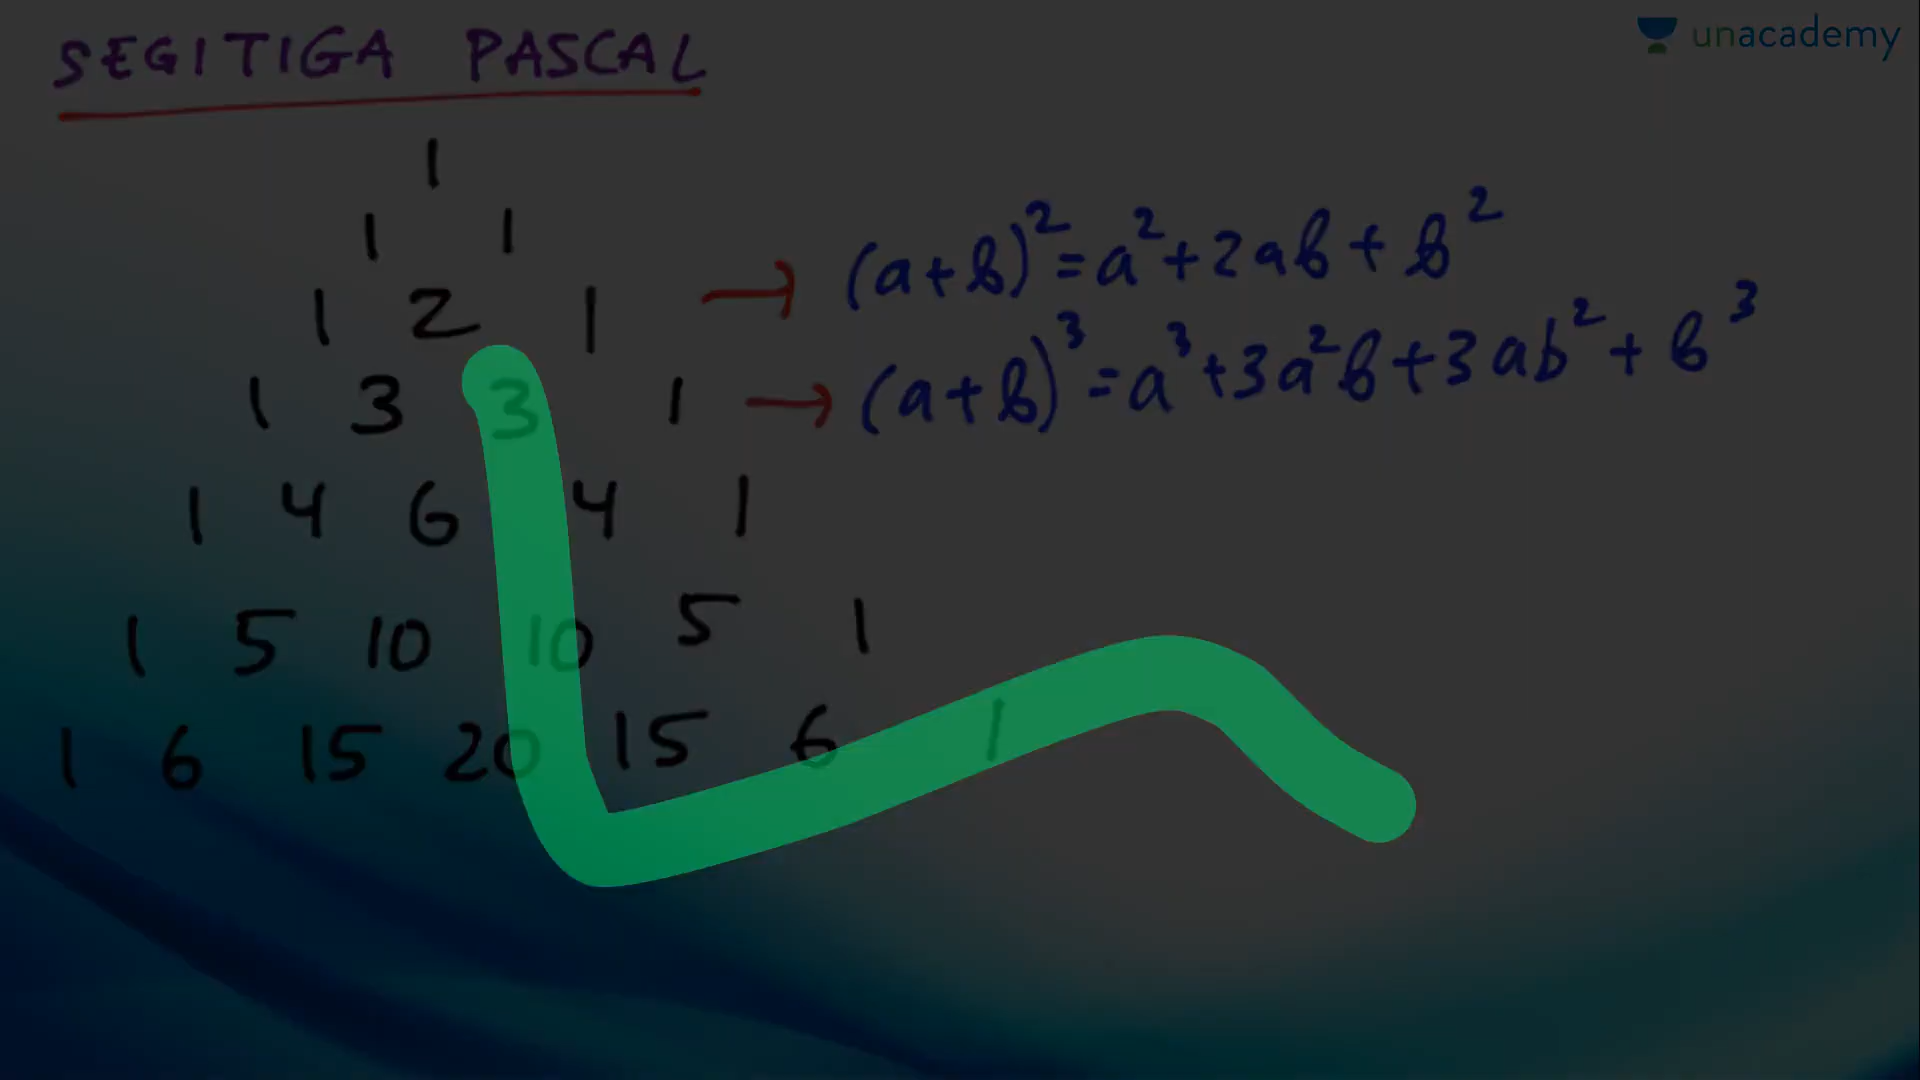 SEGITIGA PASCAL
unacademy
1
1 1
1 2 1 → (a+b)²=a²+2ab+b²
1 3 3 1 → (a+b)³=a³+3a²b+3ab²+b³
1 4 6 4 1
1 5 10 10 5 1
1 6 15 20 15 6 1